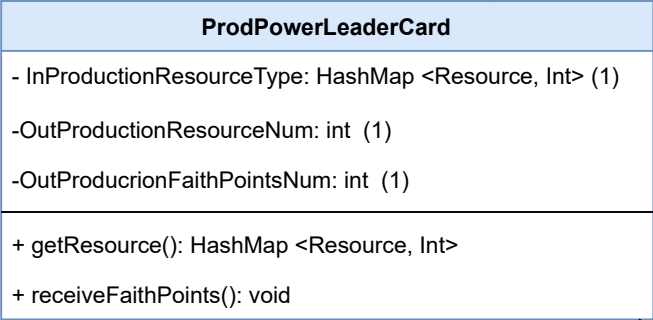 ProdPowerLeaderCard
- InProductionResourceType: HashMap <Resource, Int> (1)
-OutProductionResourceNum: int  (1)
-OutProducrionFaithPointsNum: int  (1)
+ getResource(): HashMap <Resource, Int>
+ receiveFaithPoints(): void